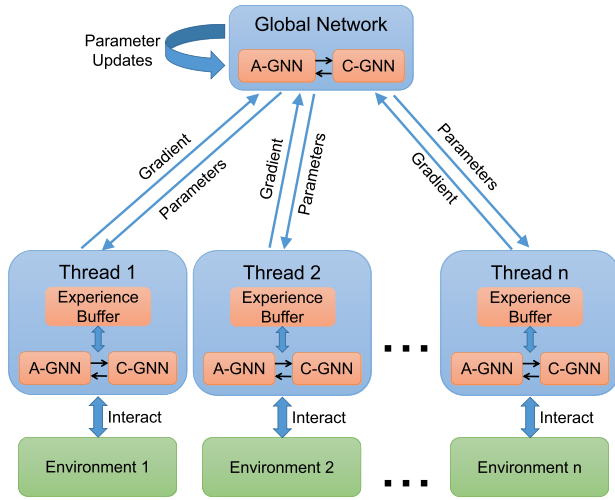 Global Network
Parameter
Updates
A-GNN
C-GNN
Gradient
Parameters
Gradient
Parameters
Parameters
Gradient
Thread 1
Experience
Buffer
A-GNN
C-GNN
Thread 2
Experience
Buffer
A-GNN
C-GNN
...
Thread n
Experience
Buffer
A-GNN
C-GNN
Interact
Interact
Interact
Environment 1
Environment 2
...
Environment n